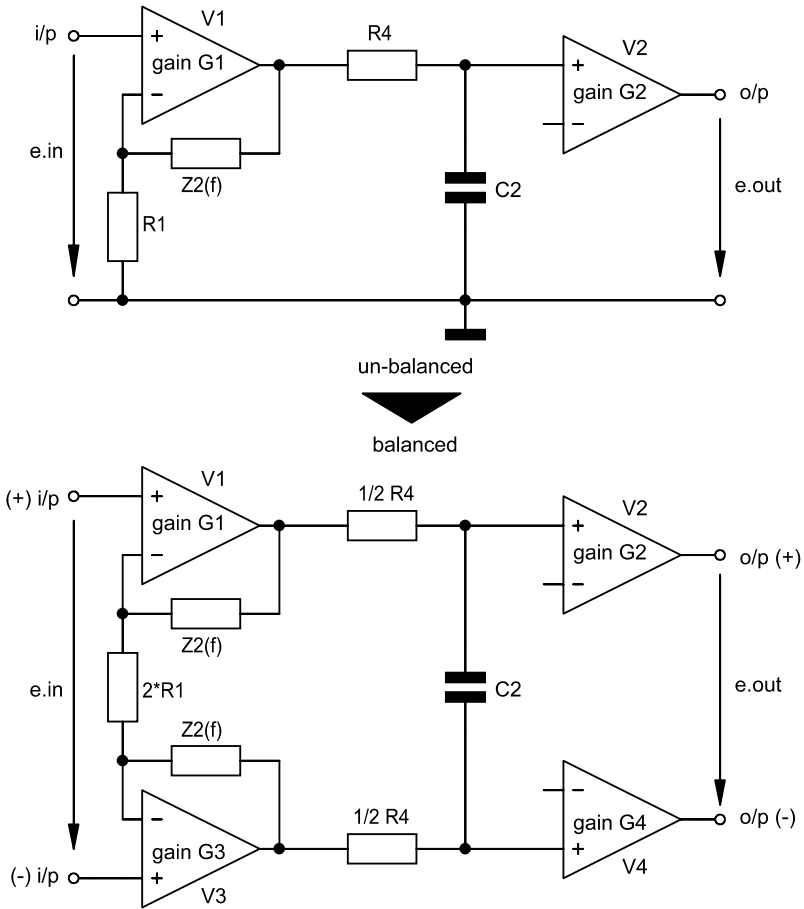 V1
i/p
+
gain G1
−
R4
V2
+
gain G2
−
o/p
e.in
Z2(f)
C2
e.out
R1
un-balanced
balanced
V1
(+) i/p
+
gain G1
−
1/2 R4
V2
+
gain G2
−
o/p (+)
Z2(f)
e.in
2*R1
C2
e.out
Z2(f)
−
gain G3
+
1/2 R4
−
gain G4
+
o/p (-)
(-) i/p
V3
V4